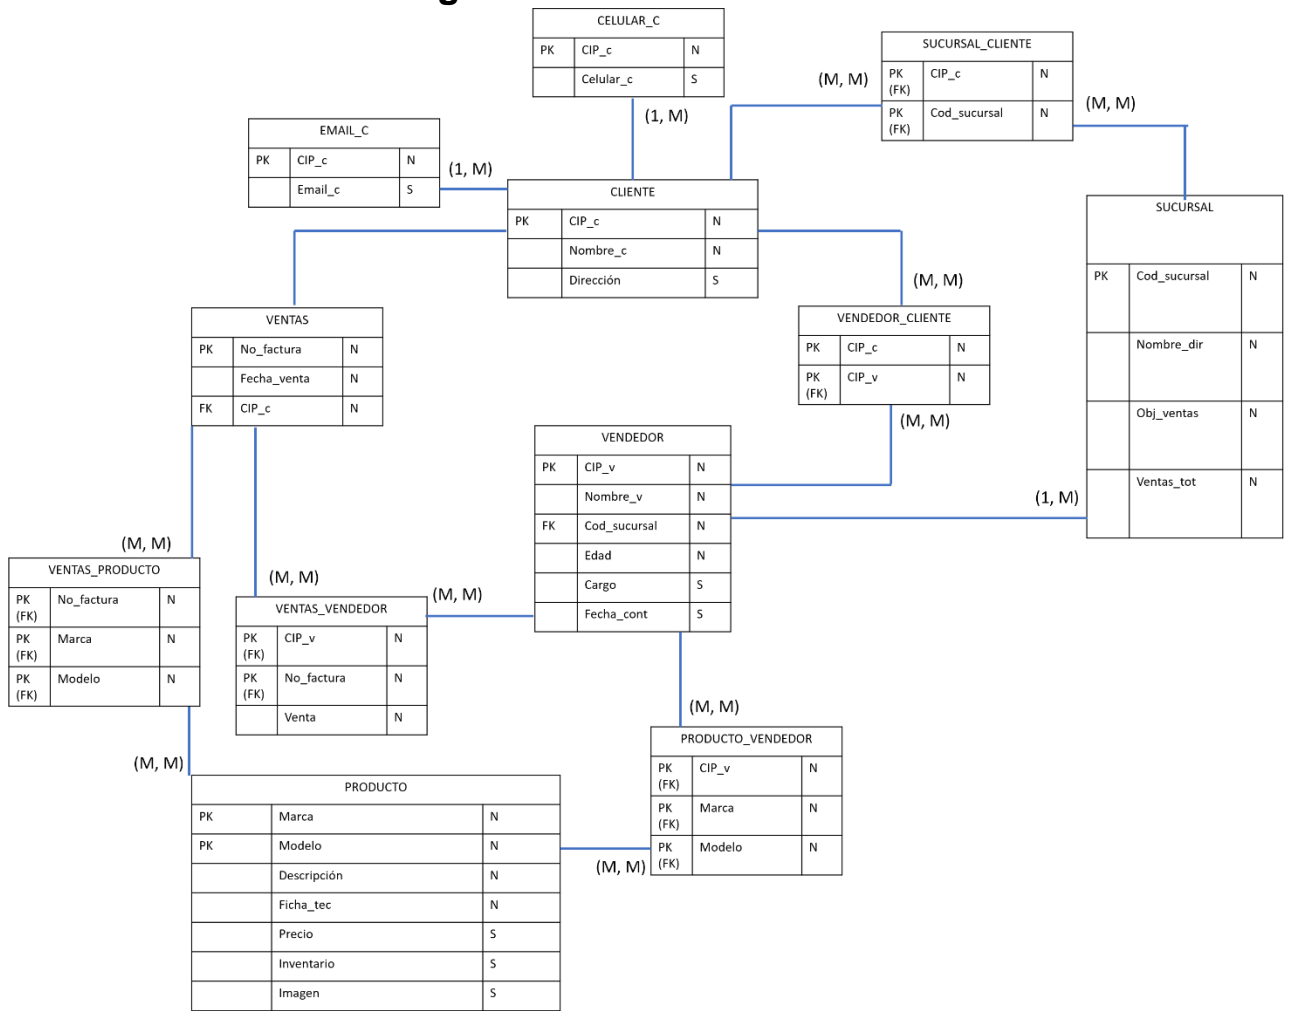 g
CELULAR_C
PK CIP_c N
Celular_c S
(1, M)
SUCURSAL_CLIENTE
PK (FK) CIP_c N
PK (FK) Cod_sucursal N
(M, M)
(M, M)
EMAIL_C
PK CIP_c N
Email_c S
(1, M)
CLIENTE
PK CIP_c N
Nombre_c N
Dirección S
SUCURSAL
PK Cod_sucursal N
Nombre_dir N
Obj_ventas N
Ventas_tot N
(M, M)
VENTAS
PK No_factura N
Fecha_venta N
FK CIP_c N
VENDEDOR_CLIENTE
PK CIP_c N
PK (FK) CIP_v N
(M, M)
VENDEDOR
PK CIP_v N
Nombre_v N
FK Cod_sucursal N
Edad N
Cargo S
Fecha_cont S
(1, M)
(M, M)
VENTAS_PRODUCTO
PK (FK) No_factura N
PK (FK) Marca N
PK (FK) Modelo N
(M, M)
(M, M)
VENTAS_VENDEDOR
PK (FK) CIP_v N
PK (FK) No_factura N
Venta N
(M, M)
PRODUCTO_VENDEDOR
PK (FK) CIP_v N
PK (FK) Marca N
PK (FK) Modelo N
(M, M)
(M, M)
PRODUCTO
PK Marca N
PK Modelo N
Descripción N
Ficha_tec N
Precio S
Inventario S
Imagen S